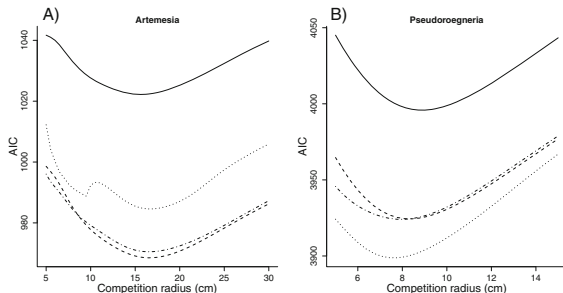 A) Artemesia
AIC
1040
1020
1000
980
5 10 15 20 25 30
Competition radius (cm)
B) Pseudoroegneria
AIC
4050
4000
3950
3900
6 8 10 12 14
Competition radius (cm)